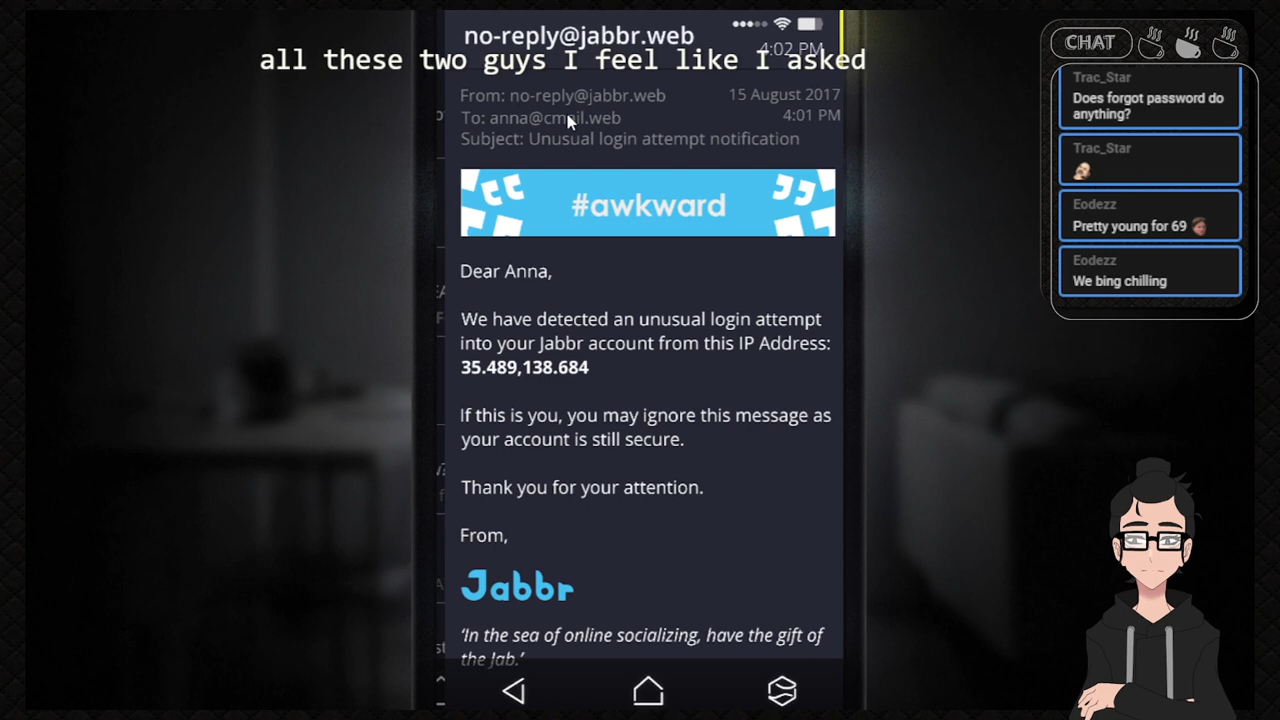 no-reply@jabbr.web
4:02 PM
all these two guys I feel like I asked
From: no-reply@jabbr.web
15 August 2017
To: anna@cmail.web
4:01 PM
Subject: Unusual login attempt notification
#awkward
Dear Anna,
We have detected an unusual login attempt
into your Jabbr account from this IP Address:
35.489,138.684
If this is you, you may ignore this message as
your account is still secure.
Thank you for your attention.
From,
Jabbr
‘In the sea of online socializing, have the gift of
the Jab.’
CHAT
Trac_Star
Does forgot password do
anything?
Trac_Star
Eodezz
Pretty young for 69
Eodezz
We bing chilling